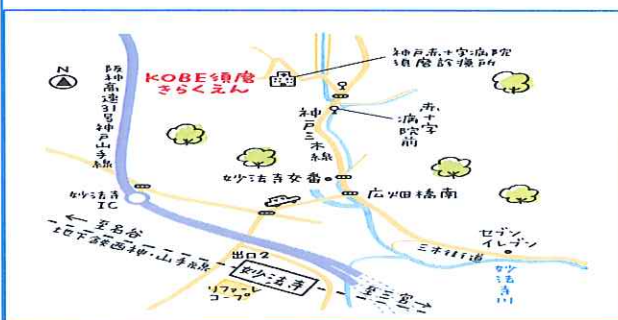 N
阪神高速31号神戸山手線
KOBE須磨
きらくえん
神戸赤十字病院
須磨診療所
赤十字
病院前
神戸三木線
妙法寺交番
広畑橋南
妙法寺
IC
←至名谷
地下鉄西神・山手線
出口2
妙法寺
リファーレ
コープ
至三宮→
三木街道
セブン
イレブン
妙法寺川